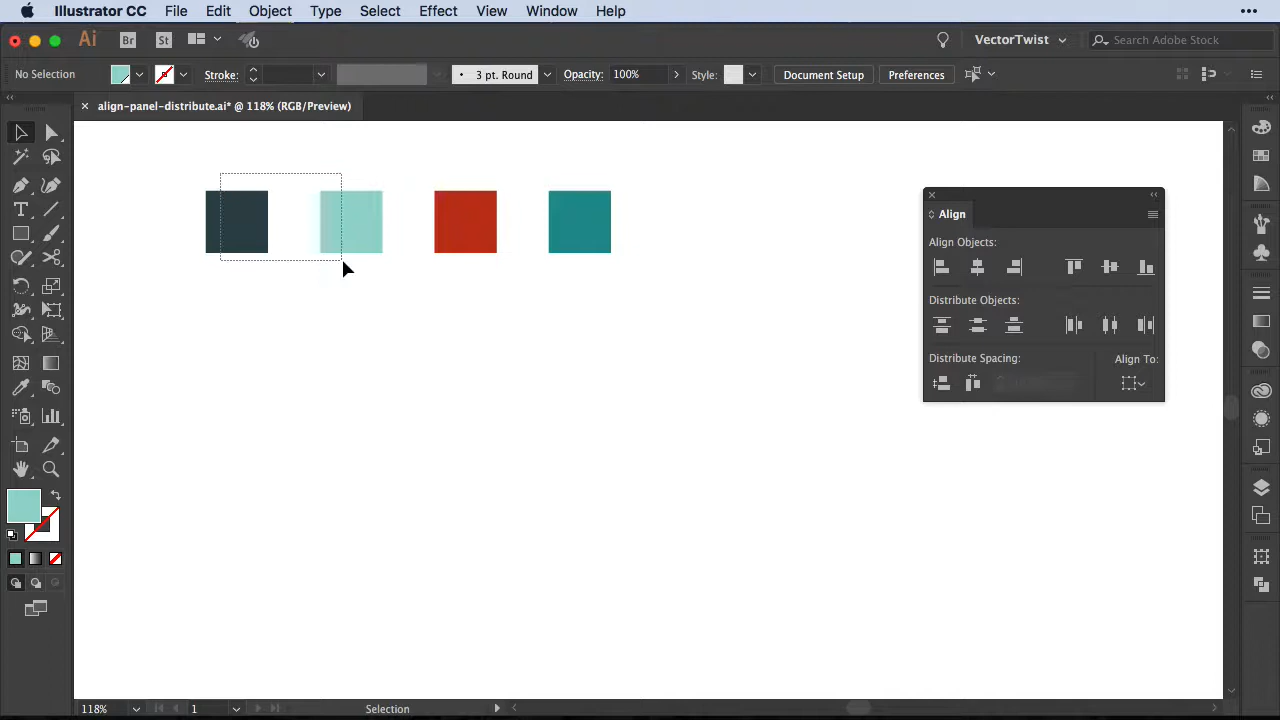 Illustrator CC File Edit Object Type Select Effect View Window Help
Ai Br St VectorTwist Search Adobe Stock
No Selection Stroke: • 3 pt. Round Opacity: 100% Style: Document Setup Preferences
× align-panel-distribute.ai* @ 118% (RGB/Preview)
Align
Align Objects:
Distribute Objects:
Distribute Spacing: Align To:
118% 1 Selection